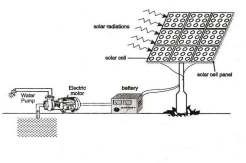 solar radiations
solar cell
solar cell panel
Electric
motor
battery
Water
Pump